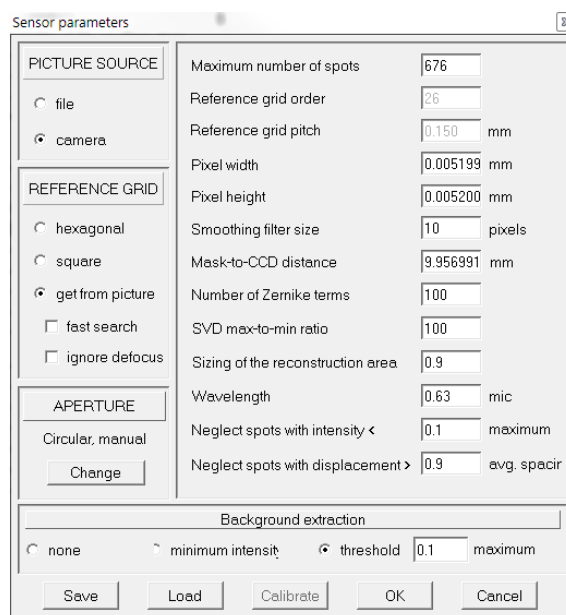 Sensor parameters
PICTURE SOURCE
file
camera
REFERENCE GRID
hexagonal
square
get from picture
fast search
ignore defocus
APERTURE
Circular, manual
Change
Maximum number of spots 676
Reference grid order 26
Reference grid pitch 0.150 mm
Pixel width 0.005199 mm
Pixel height 0.005200 mm
Smoothing filter size 10 pixels
Mask-to-CCD distance 9.956991 mm
Number of Zernike terms 100
SVD max-to-min ratio 100
Sizing of the reconstruction area 0.9
Wavelength 0.63 mic
Neglect spots with intensity < 0.1 maximum
Neglect spots with displacement > 0.9 avg. spacir
Background extraction
none minimum intensity threshold 0.1 maximum
Save Load Calibrate OK Cancel